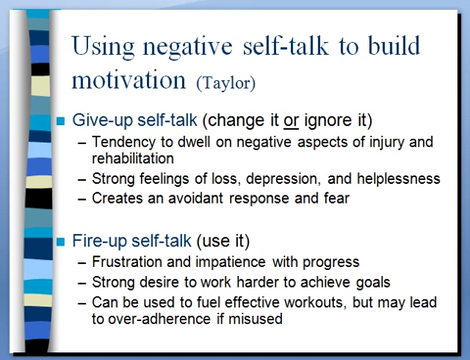 Using negative self-talk to build
motivation (Taylor)
Give-up self-talk (change it or ignore it)
– Tendency to dwell on negative aspects of injury and
rehabilitation
– Strong feelings of loss, depression, and helplessness
– Creates an avoidant response and fear
Fire-up self-talk (use it)
– Frustration and impatience with progress
– Strong desire to work harder to achieve goals
– Can be used to fuel effective workouts, but may lead
to over-adherence if misused